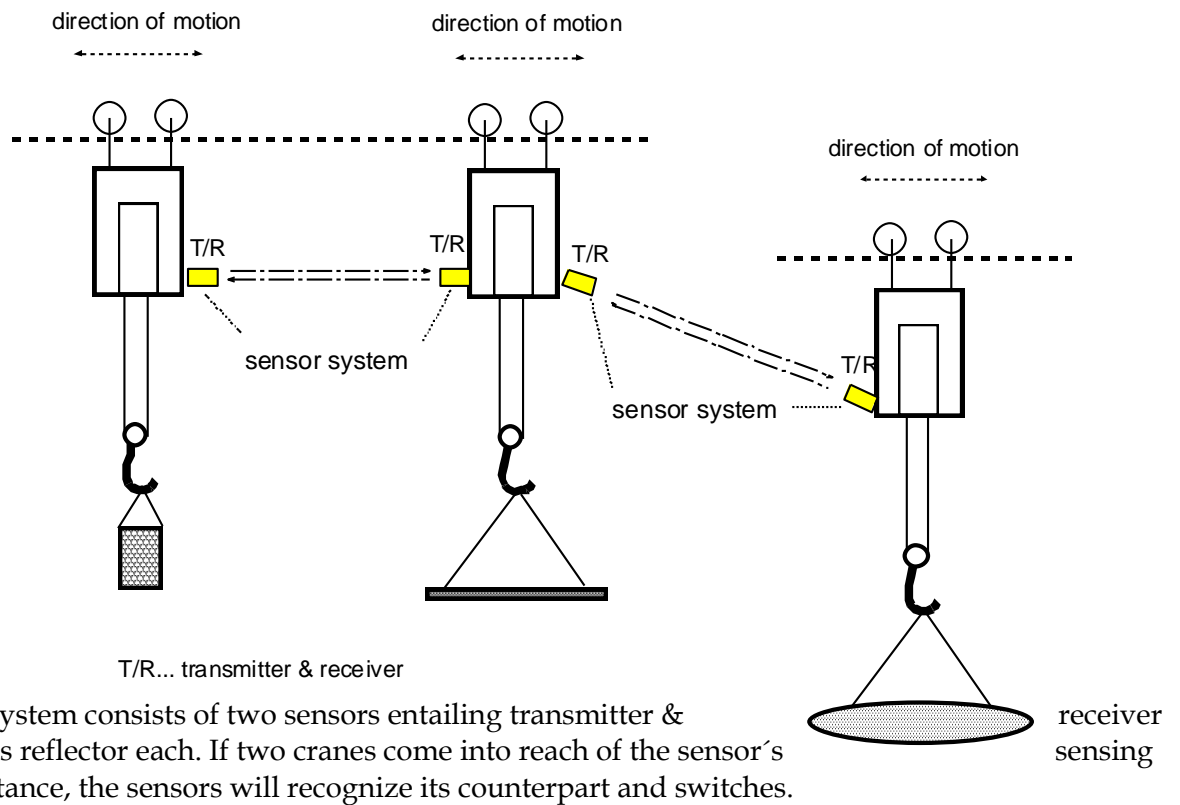 direction of motion
direction of motion
direction of motion
T/R
T/R
T/R
T/R
sensor system
sensor system
T/R... transmitter & receiver
ystem consists of two sensors entailing transmitter & receiver
s reflector each. If two cranes come into reach of the sensor´s sensing
tance, the sensors will recognize its counterpart and switches.